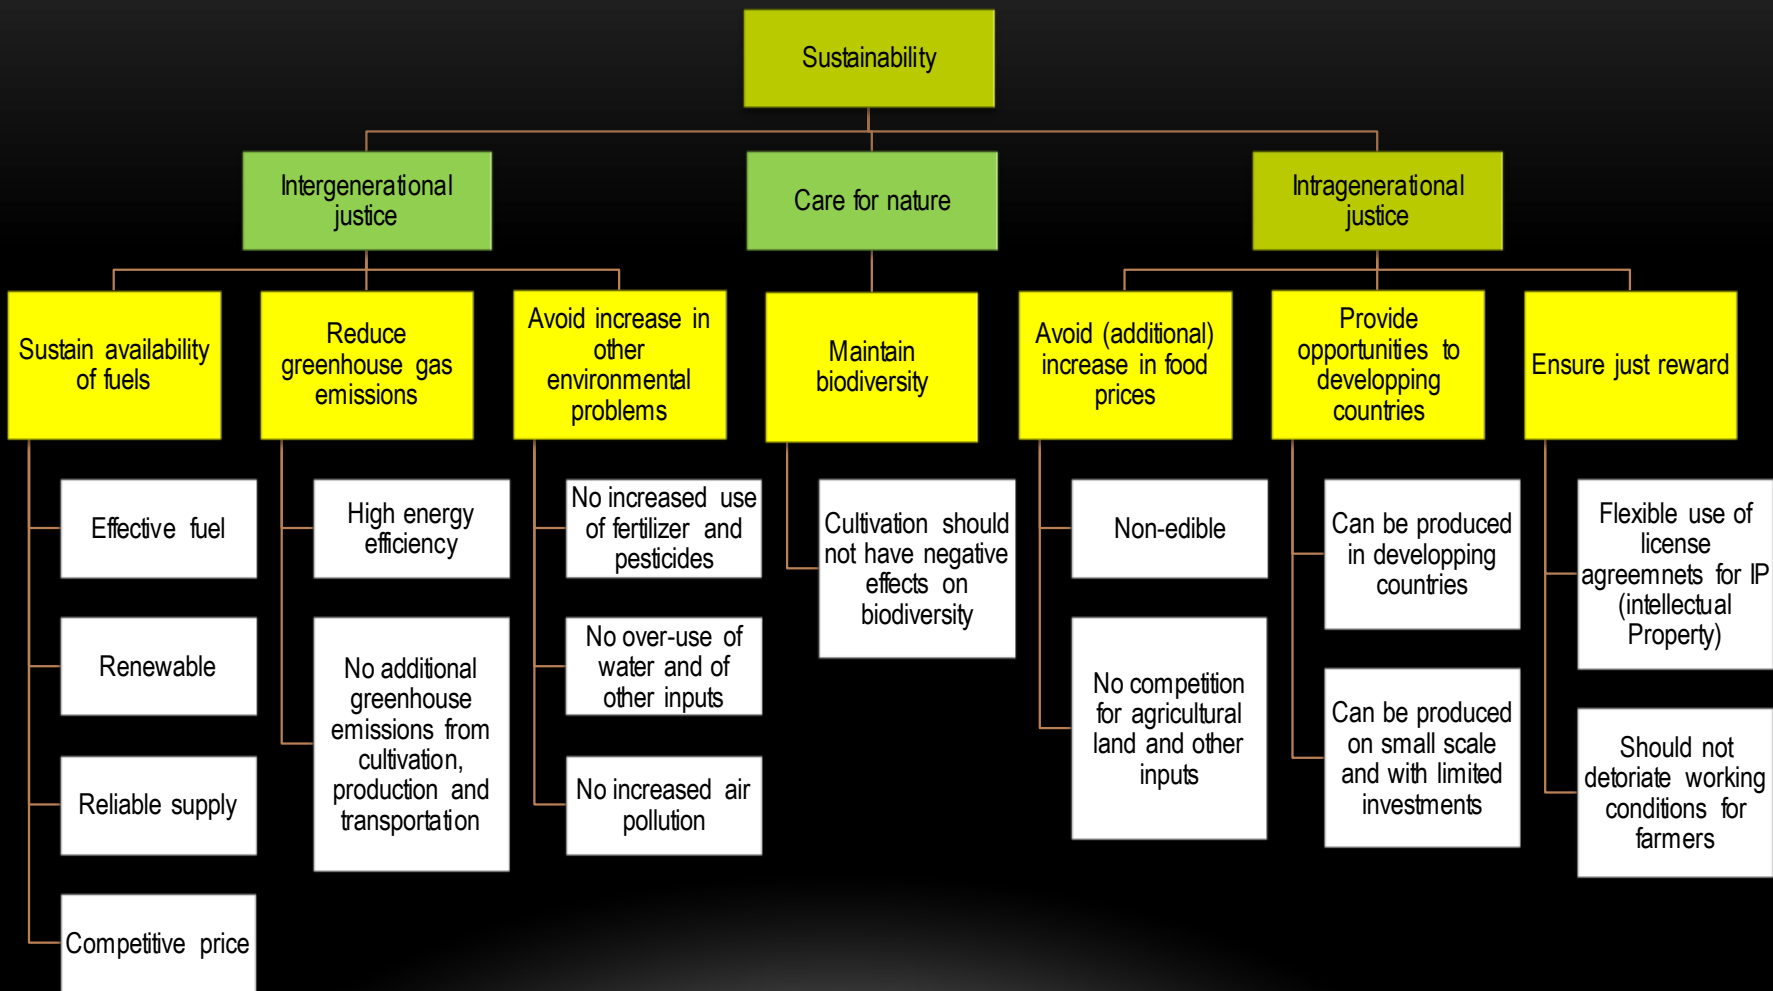 Sustainability
Intergenerational
justice
Care for nature
Intragenerational
justice
Sustain availability
of fuels
Reduce
greenhouse gas
emissions
Avoid increase in
other
environmental
problems
Maintain
biodiversity
Avoid (additional)
increase in food
prices
Provide
opportunities to
developping
countries
Ensure just reward
Effective fuel
Renewable
Reliable supply
Competitive price
High energy
efficiency
No additional
greenhouse
emissions from
cultivation,
production and
transportation
No increased use
of fertilizer and
pesticides
No over-use of
water and of
other inputs
No increased air
pollution
Cultivation should
not have negative
effects on
biodiversity
Non-edible
No competition
for agricultural
land and other
inputs
Can be produced
in developping
countries
Can be produced
on small scale
and with limited
investments
Flexible use of
license
agreemnets for IP
(intellectual
Property)
Should not
detoriate working
conditions for
farmers